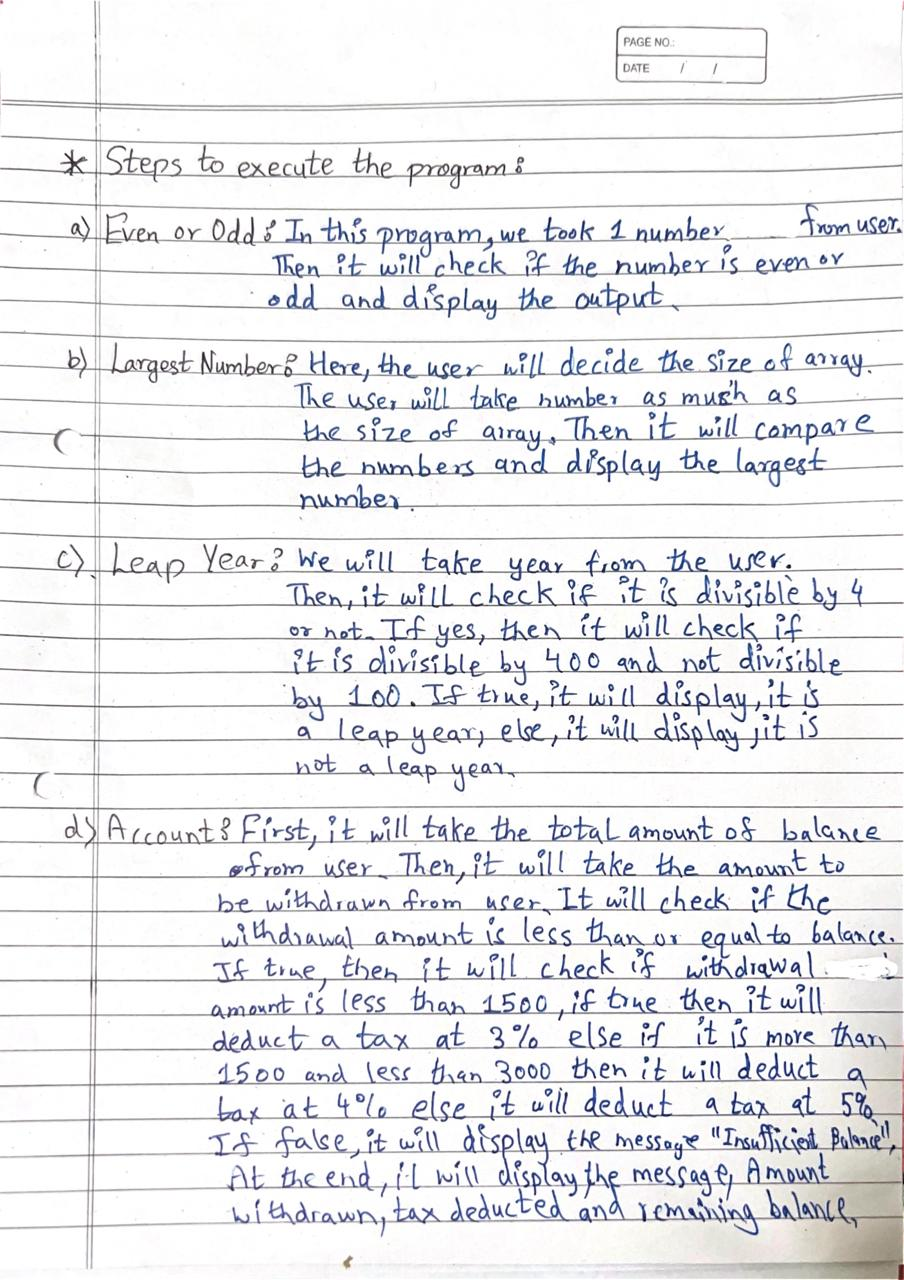 PAGE NO.:
DATE / /
* Steps to execute the program:
a) Even or Odd: In this program, we took 1 number from user.
Then it will check if the number is even or
odd and display the output.
b) Largest Number: Here, the user will decide the size of array.
The user will take number as much as
the size of array. Then it will compare
the numbers and display the largest
number.
c). Leap Year: We will take year from the user.
Then, it will check if it is divisible by 4
or not. If yes, then it will check if
it is divisible by 400 and not divisible
by 100. If true, it will display, it is
a leap year, else, it will display, it is
not a leap year.
d) Account: First, it will take the total amount of balance
from user. Then, it will take the amount to
be withdrawn from user. It will check if the
withdrawal amount is less than or equal to balance.
If true, then it will check if withdrawal
amount is less than 1500, if true then it will
deduct a tax at 3% else if it is more than
1500 and less than 3000 then it will deduct a
tax at 4% else it will deduct a tax at 5%.
If false, it will display the message "Insufficient Balance",
At the end, it will display the message, Amount
withdrawn, tax deducted and remaining balance,